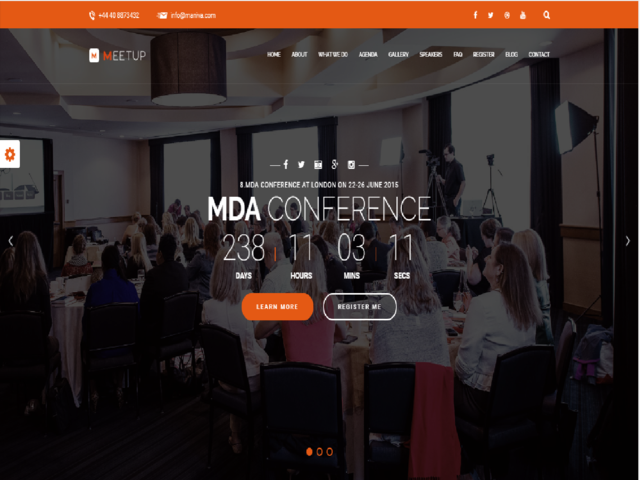 +44 40 8873432 info@marina.com
M MEETUP
HOME ABOUT WHAT WE DO AGENDA GALLERY SPEAKERS FAQ REGISTER BLOG CONTACT
8 MDA CONFERENCE AT LONDON ON 22-26 JUNE 2015
MDA CONFERENCE
238 11 03 11
DAYS HOURS MINS SECS
LEARN MORE REGISTER ME